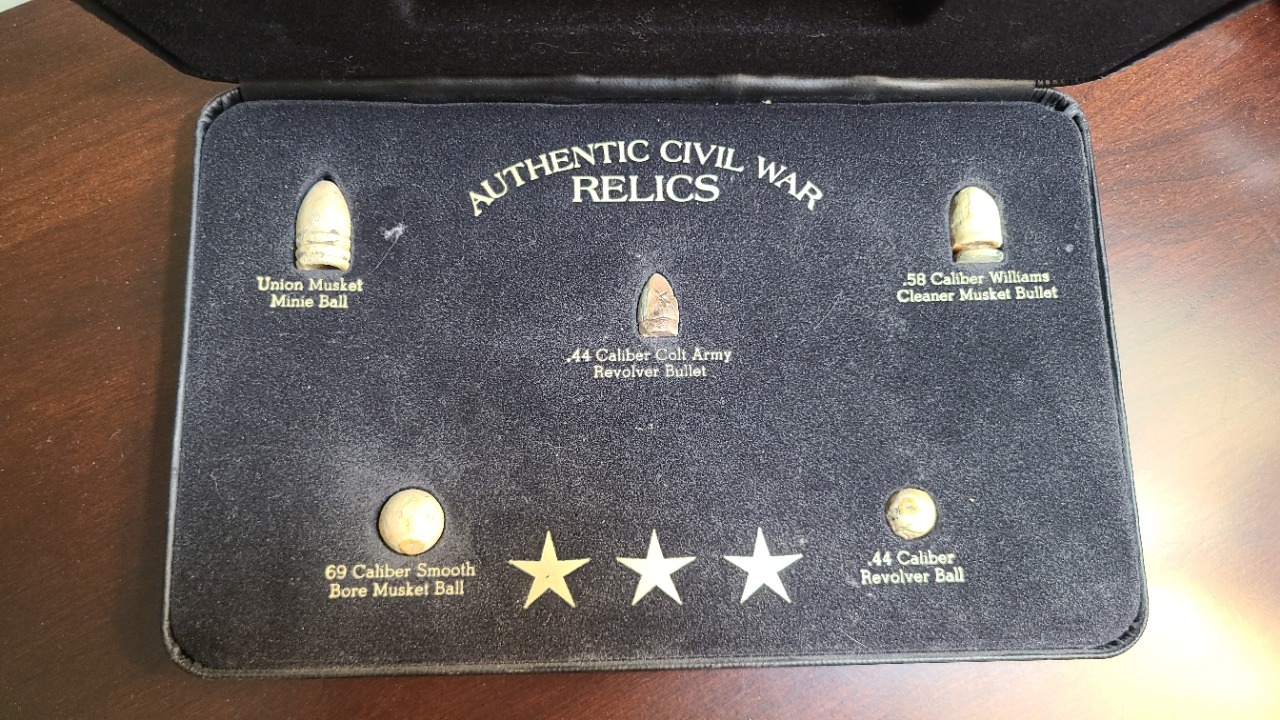 AUTHENTIC CIVIL WAR
RELICS
Union Musket
Minie Ball
.58 Caliber Williams
Cleaner Musket Bullet
.44 Caliber Colt Army
Revolver Bullet
69 Caliber Smooth
Bore Musket Ball
.44 Caliber
Revolver Ball